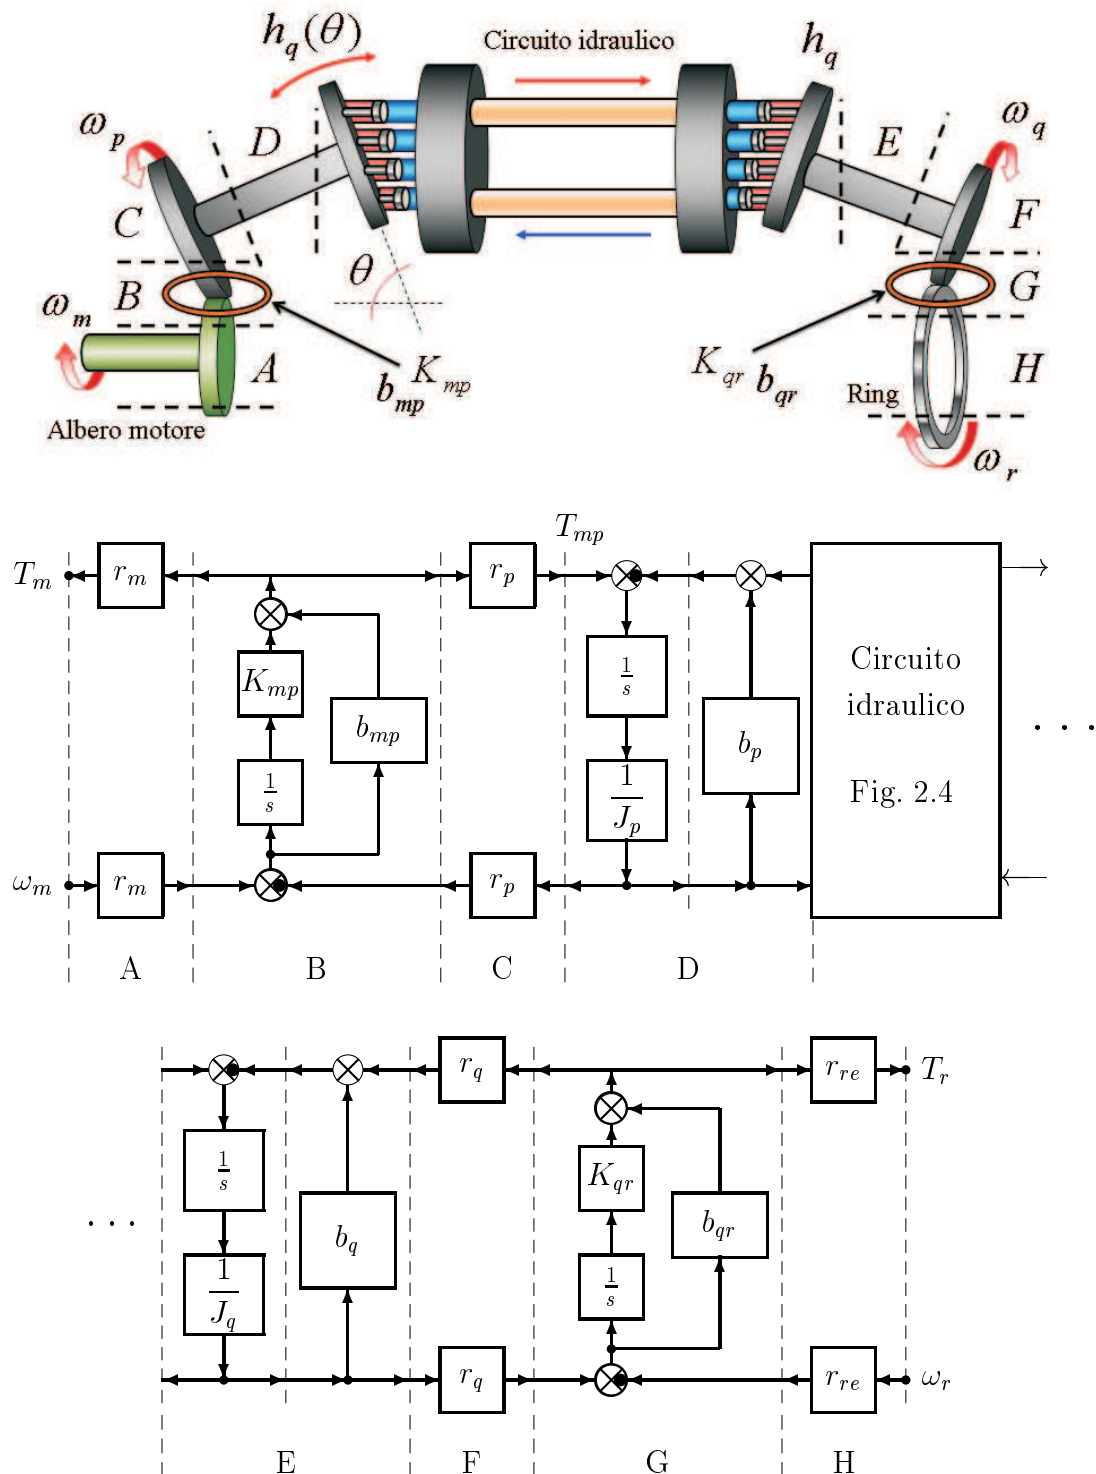 h_q(θ) Circuito idraulico h_q
ω_p D E ω_q
C F
θ
B G
ω_m
A K_mp K_qr H
b_mp b_qr Ring
Albero motore
ω_r
T_mp
T_m r_m r_p
K_mp 1/s Circuito
b_mp b_p idraulico
1/s 1/J_p Fig. 2.4
. . .
ω_m r_m r_p
A B C D
r_q r_re T_r
1/s K_qr
. . . b_q b_qr
1/J_q 1/s
r_q r_re ω_r
E F G H